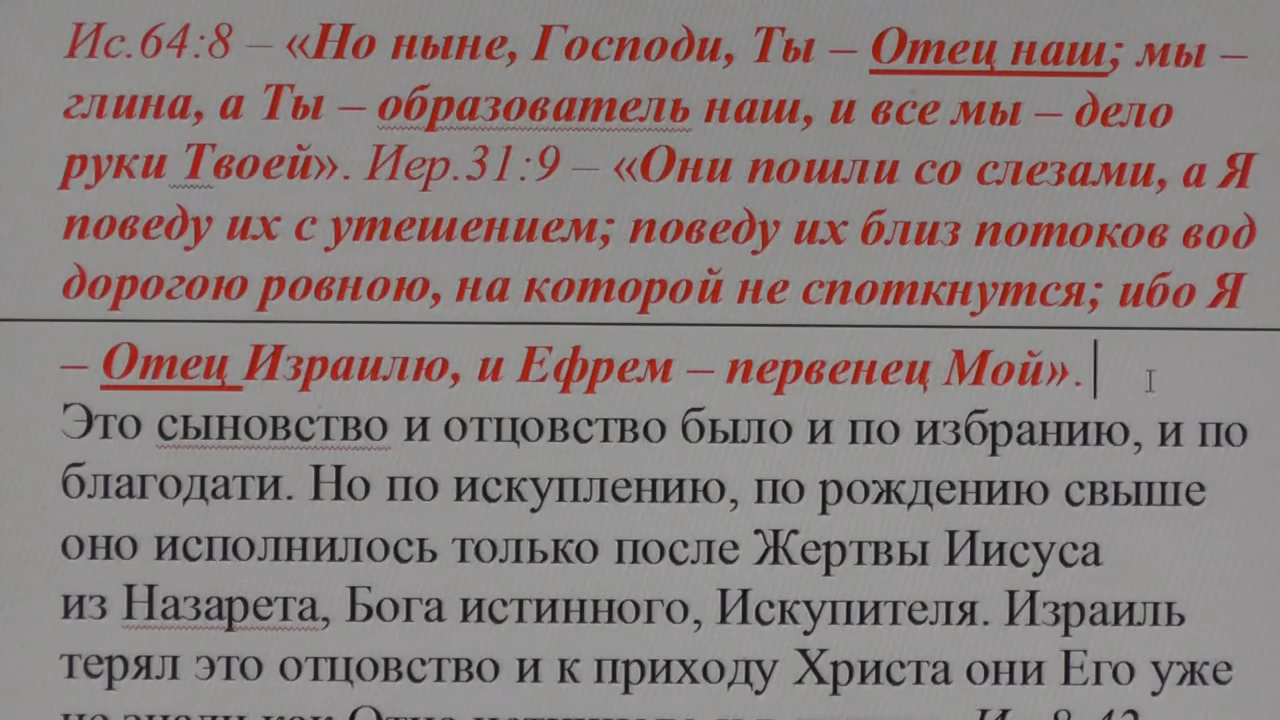 Ис.64:8 – «Но ныне, Господи, Ты – Отец наш; мы –
глина, а Ты – образователь наш, и все мы – дело
руки Твоей». Иер.31:9 – «Они пошли со слезами, а Я
поведу их с утешением; поведу их близ потоков вод
дорогою ровною, на которой не споткнутся; ибо Я
– Отец Израилю, и Ефрем – первенец Мой».
Это сыновство и отцовство было и по избранию, и по
благодати. Но по искуплению, по рождению свыше
оно исполнилось только после Жертвы Иисуса
из Назарета, Бога истинного, Искупителя. Израиль
терял это отцовство и к приходу Христа они Его уже
не знали как Отца